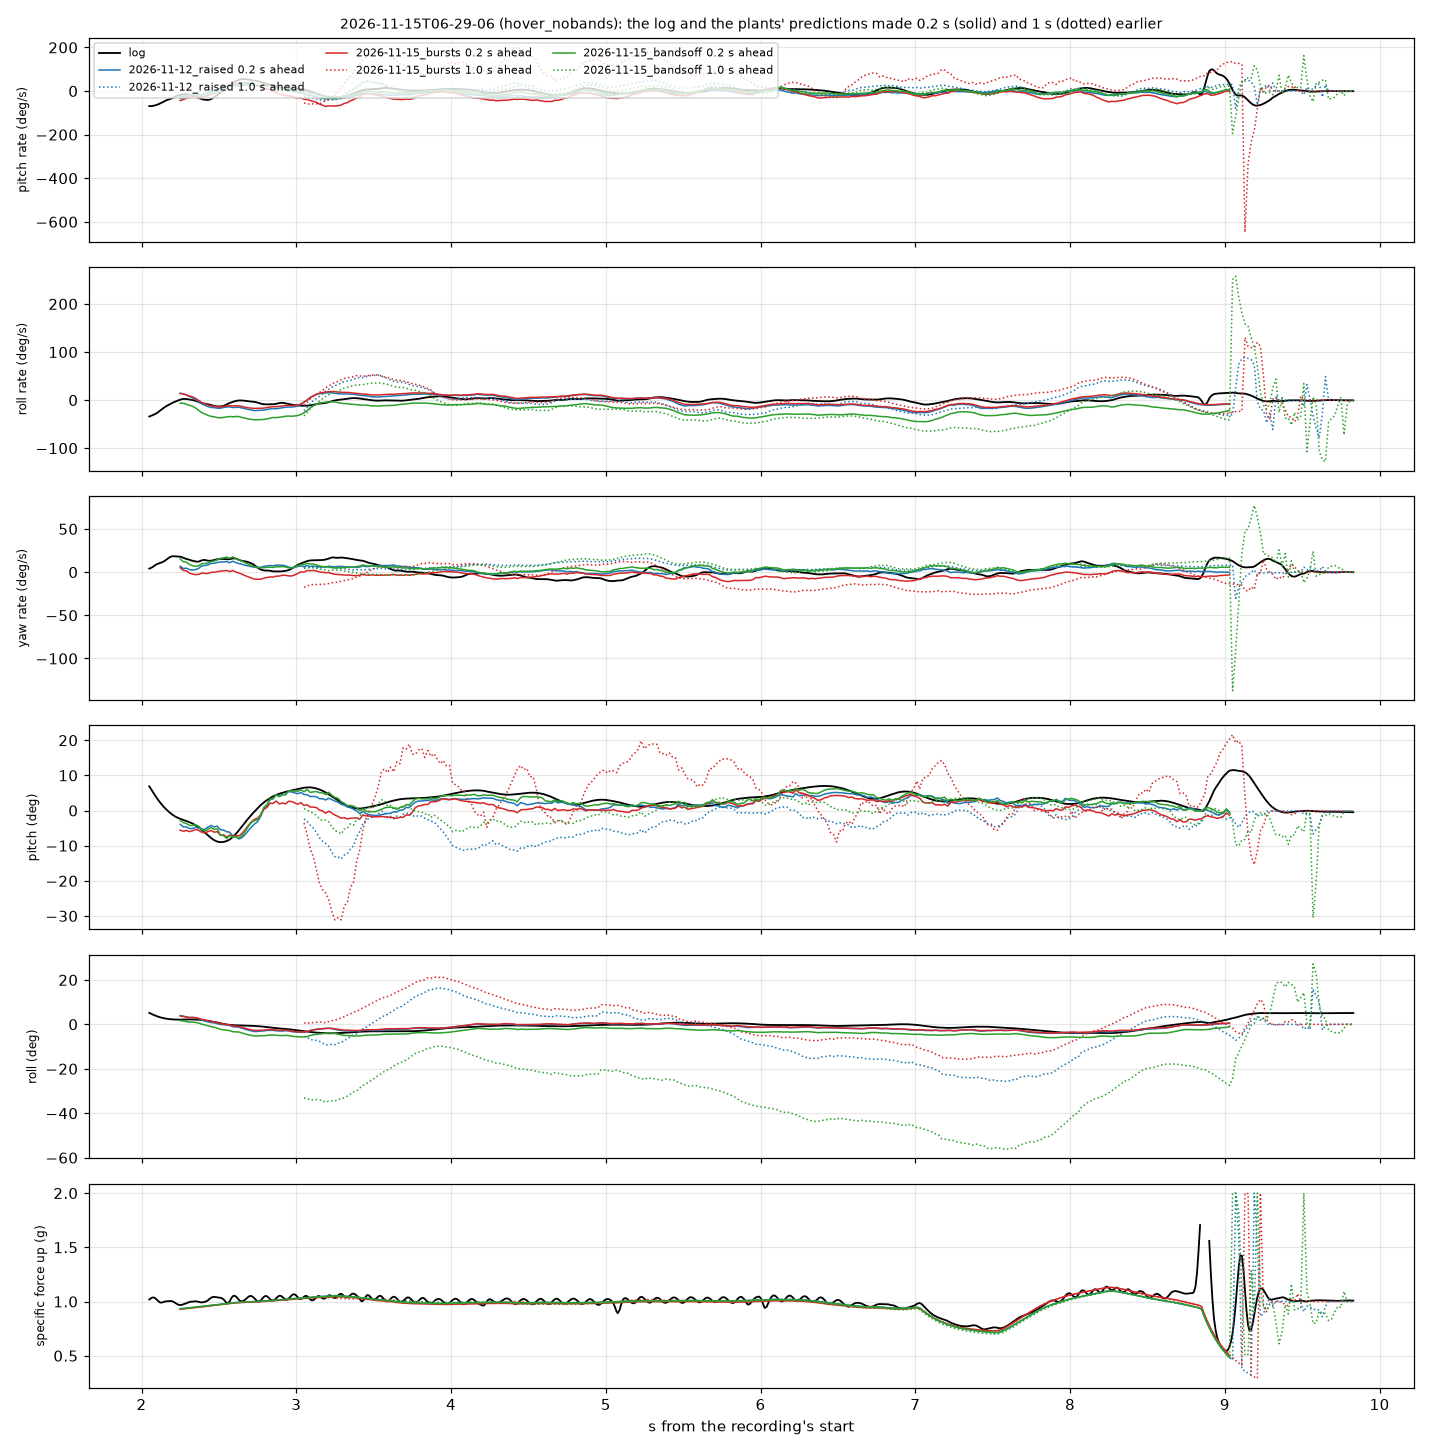 2026-11-15T06-29-06 (hover_nobands): the log and the plants' predictions made 0.2 s (solid) and 1 s (dotted) earlier
log
2026-11-12_raised 0.2 s ahead
2026-11-12_raised 1.0 s ahead
2026-11-15_bursts 0.2 s ahead
2026-11-15_bursts 1.0 s ahead
2026-11-15_bandsoff 0.2 s ahead
2026-11-15_bandsoff 1.0 s ahead
pitch rate (deg/s)
200
0
−200
−400
−600
roll rate (deg/s)
200
100
0
−100
yaw rate (deg/s)
50
0
−50
−100
pitch (deg)
20
10
0
−10
−20
−30
roll (deg)
20
0
−20
−40
−60
specific force up (g)
2.0
1.5
1.0
0.5
2 3 4 5 6 7 8 9 10
s from the recording's start